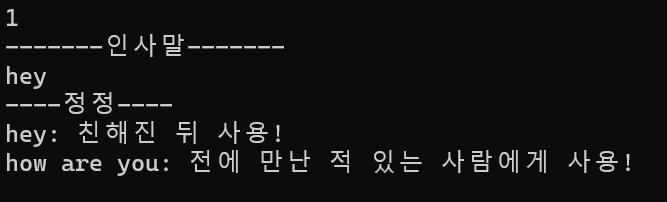 1
-------인사말-------
hey
----정정----
hey: 친해진 뒤 사용!
how are you: 전에 만난 적 있는 사람에게 사용!